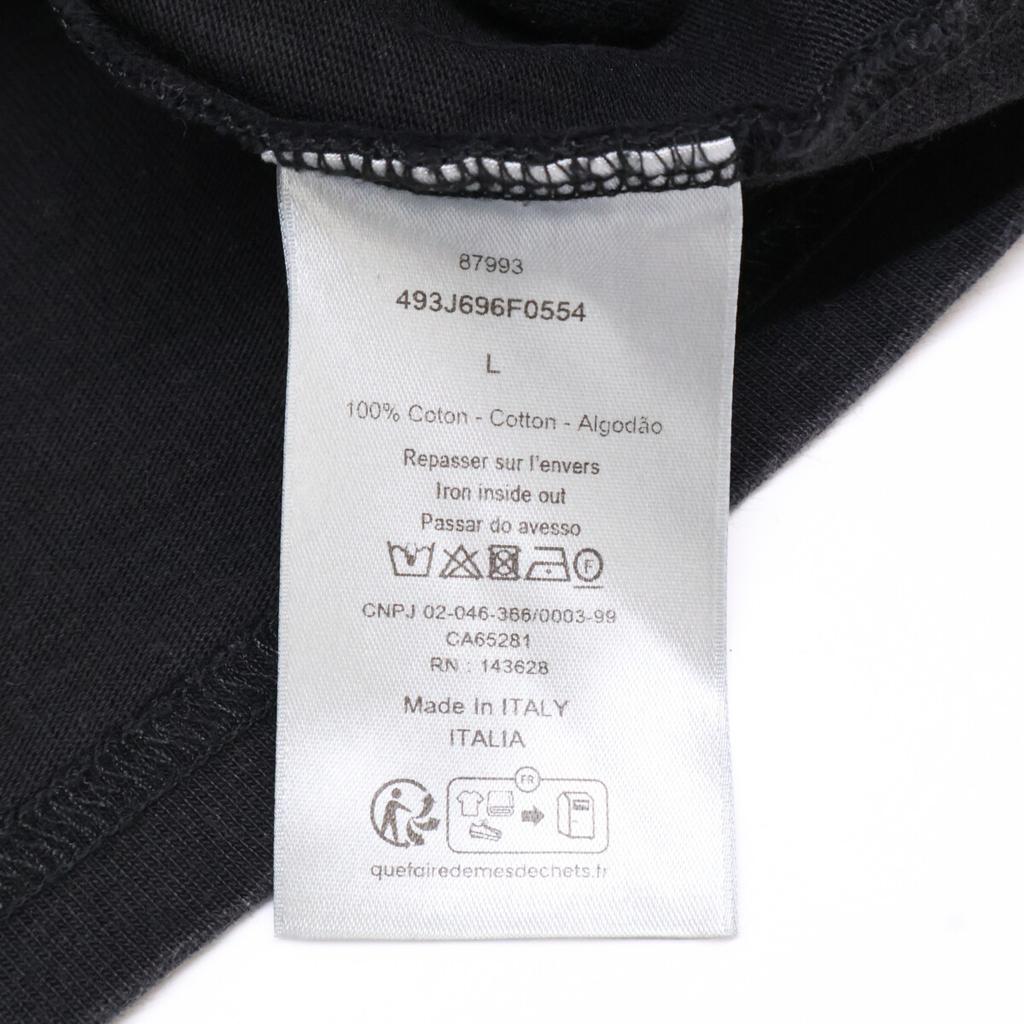 87993
493J696F0554
L
100% Coton - Cotton - Algodão
Repasser sur l'envers
Iron inside out
Passar do avesso
F
CNPJ 02-046-366/0003-99
CA65281
RN : 143628
Made In ITALY
ITALIA
FR
quefairedemesdechets.fr